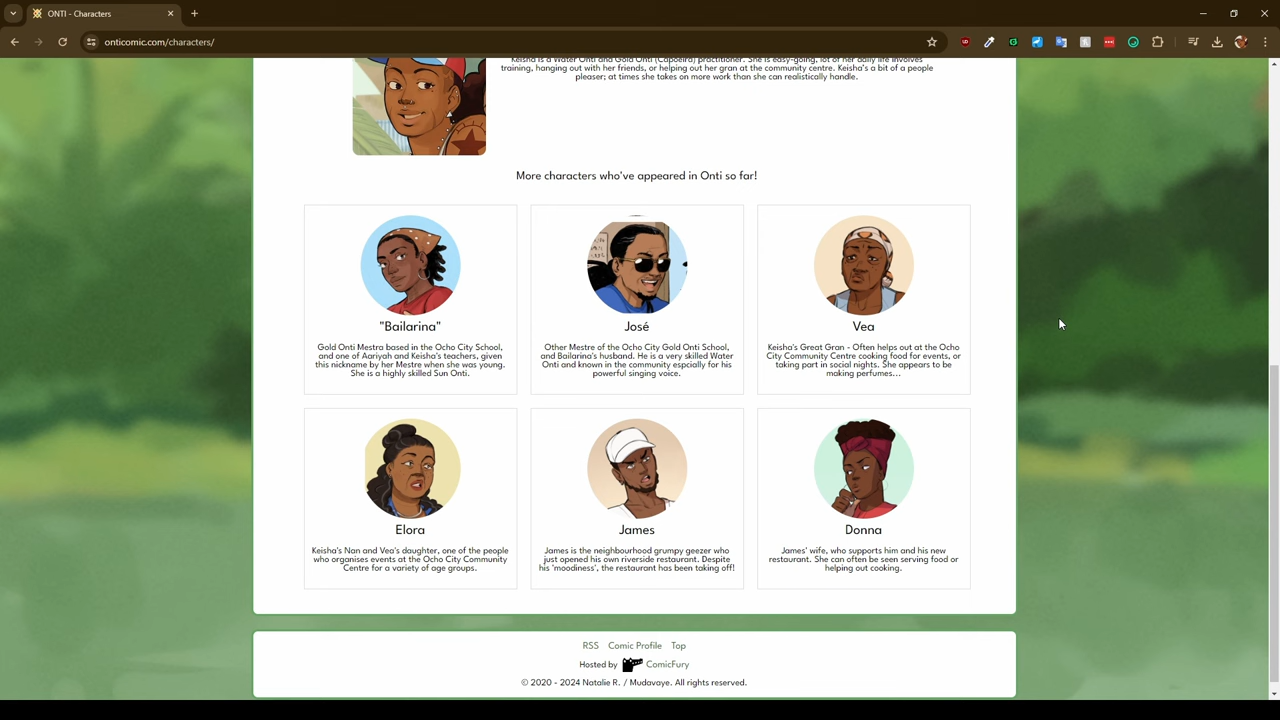 ONTI - Characters
onticomic.com/characters/
Keisha is a Water Onti and Gold Onti (Capoeira) practitioner. She is easy-going, lot of her daily life involves
training, hanging out with her friends, or helping out her gran at the community centre. Keisha's a bit of a people
pleaser; at times she takes on more work than she can realistically handle.
More characters who've appeared in Onti so far!
"Bailarina"
Gold Onti Mestra based in the Ocho City School,
and one of Aariyah and Keisha's teachers, given
this nickname by her Mestre when she was young.
She is a highly skilled Sun Onti.
José
Other Mestre of the Ocho City Gold Onti School,
and Bailarina's husband. He is a very skilled Water
Onti and known in the community espcially for his
powerful singing voice.
Vea
Keisha's Great Gran - Often helps out at the Ocho
City Community Centre cooking food for events, or
taking part in social nights. She appears to be
making perfumes...
Elora
Keisha's Nan and Vea's daughter, one of the people
who organises events at the Ocho City Community
Centre for a variety of age groups.
James
James is the neighbourhood grumpy geezer who
just opened his own riverside restaurant. Despite
his 'moodiness', the restaurant has been taking off!
Donna
James' wife, who supports him and his new
restaurant. She can often be seen serving food or
helping out cooking.
RSS Comic Profile Top
Hosted by ComicFury
© 2020 - 2024 Natalie R. / Mudavaye. All rights reserved.